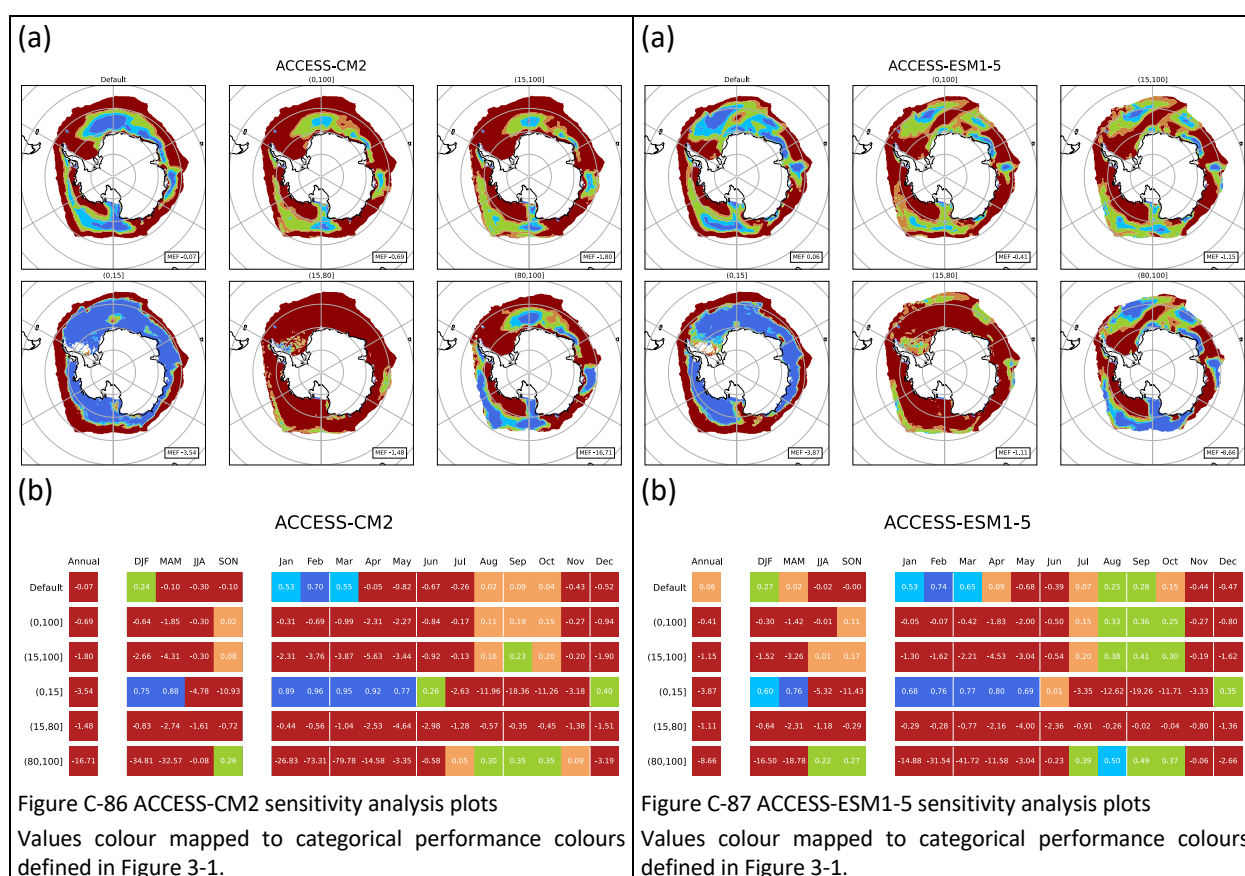 (a)
ACCESS-CM2
Default (0,100] (15,100]
MEF -0.07 MEF -0.69 MEF -1.80
(0,15] (15,80] (80,100]
MEF -3.54 MEF -1.48 MEF -16.71
(b)
ACCESS-CM2
Annual DJF MAM JJA SON Jan Feb Mar Apr May Jun Jul Aug Sep Oct Nov Dec
Default -0.07 0.24 -0.10 -0.30 -0.10 0.53 0.70 0.55 -0.05 -0.82 -0.67 -0.26 0.02 0.09 0.04 -0.43 -0.52
(0,100] -0.69 -0.64 -1.85 -0.30 0.02 -0.31 -0.69 -0.99 -2.31 -2.27 -0.84 -0.17 0.11 0.19 0.15 -0.27 -0.94
(15,100] -1.80 -2.66 -4.31 -0.30 0.08 -2.31 -3.76 -3.87 -5.63 -3.44 -0.92 -0.13 0.16 0.23 0.20 -0.20 -1.90
(0,15] -3.54 0.75 0.88 -4.78 -10.93 0.89 0.96 0.95 0.92 0.77 0.26 -2.63 -11.96 -18.36 -11.26 -3.18 0.40
(15,80] -1.48 -0.83 -2.74 -1.61 -0.72 -0.44 -0.56 -1.04 -2.53 -4.64 -2.98 -1.28 -0.57 -0.35 -0.45 -1.38 -1.51
(80,100] -16.71 -34.81 -32.57 -0.08 0.26 -26.83 -73.31 -79.78 -14.58 -3.35 -0.58 0.05 0.30 0.35 0.35 0.09 -3.19
Figure C-86 ACCESS-CM2 sensitivity analysis plots
Values colour mapped to categorical performance colours
defined in Figure 3-1.
(a)
ACCESS-ESM1-5
Default (0,100] (15,100]
MEF 0.06 MEF -0.41 MEF -1.15
(0,15] (15,80] (80,100]
MEF -3.87 MEF -1.11 MEF -8.66
(b)
ACCESS-ESM1-5
Annual DJF MAM JJA SON Jan Feb Mar Apr May Jun Jul Aug Sep Oct Nov Dec
Default 0.06 0.27 0.02 -0.02 -0.00 0.53 0.74 0.65 0.09 -0.68 -0.39 0.07 0.25 0.28 0.15 -0.44 -0.47
(0,100] -0.41 -0.30 -1.42 -0.01 0.11 -0.05 -0.07 -0.42 -1.83 -2.00 -0.50 0.15 0.33 0.36 0.25 -0.27 -0.80
(15,100] -1.15 -1.52 -3.26 0.01 0.17 -1.30 -1.62 -2.21 -4.53 -3.04 -0.54 0.20 0.38 0.41 0.30 -0.19 -1.62
(0,15] -3.87 0.60 0.76 -5.32 -11.43 0.68 0.76 0.77 0.80 0.69 0.01 -3.35 -12.62 -19.26 -11.71 -3.33 0.35
(15,80] -1.11 -0.64 -2.31 -1.18 -0.29 -0.29 -0.28 -0.77 -2.16 -4.00 -2.36 -0.91 -0.26 -0.02 -0.04 -0.80 -1.36
(80,100] -8.66 -16.50 -18.78 0.22 0.27 -14.88 -31.54 -41.72 -11.58 -3.04 -0.23 0.39 0.50 0.49 0.37 -0.06 -2.66
Figure C-87 ACCESS-ESM1-5 sensitivity analysis plots
Values colour mapped to categorical performance colours
defined in Figure 3-1.